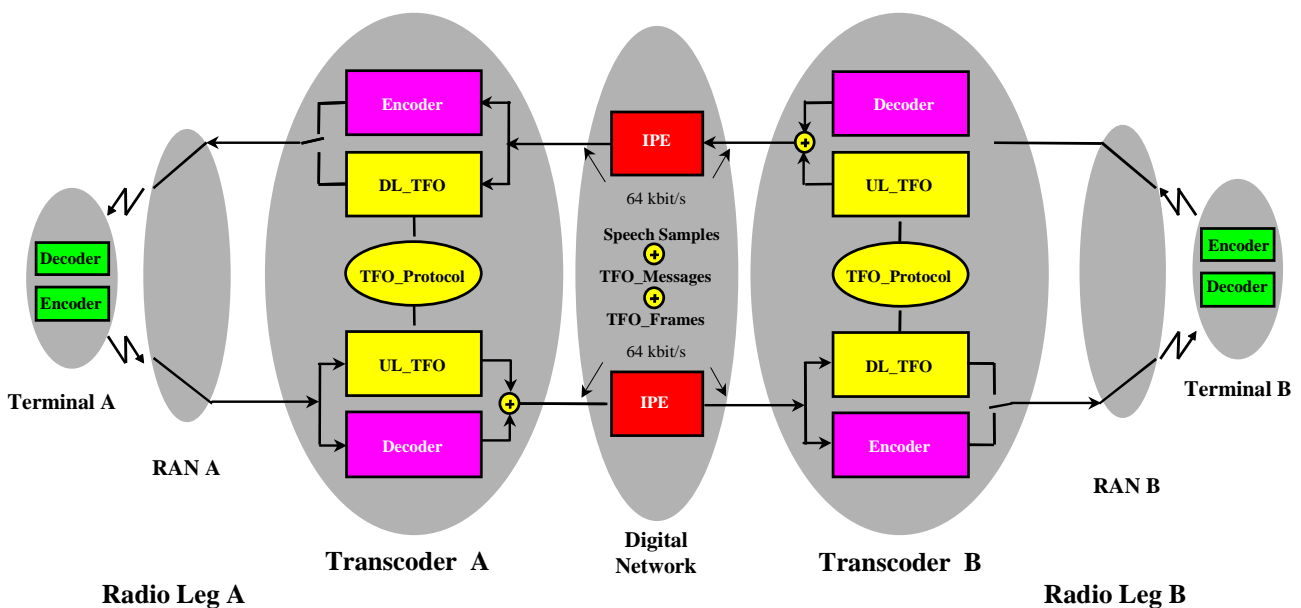 Encoder
Decoder
IPE
DL_TFO
UL_TFO
64 kbit/s
Speech Samples
TFO_Protocol
TFO_Messages
TFO_Protocol
TFO_Frames
Decoder
Encoder
Encoder
Decoder
UL_TFO
64 kbit/s
DL_TFO
Terminal A
Terminal B
IPE
Decoder
Encoder
RAN A
RAN B
Transcoder A
Digital
Network
Transcoder B
Radio Leg A
Radio Leg B